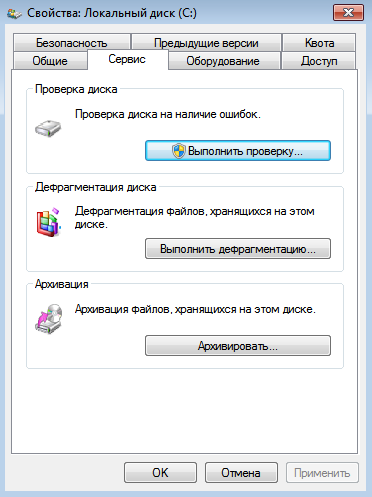 Свойства: Локальный диск (C:)
Безопасность
Предыдущие версии
Квота
Общие
Сервис
Оборудование
Доступ
Проверка диска
Проверка диска на наличие ошибок.
Выполнить проверку...
Дефрагментация диска
Дефрагментация файлов, хранящихся на этом
диске.
Выполнить дефрагментацию...
Архивация
Архивация файлов, хранящихся на этом диске.
Архивировать...
OK
Отмена
Применить